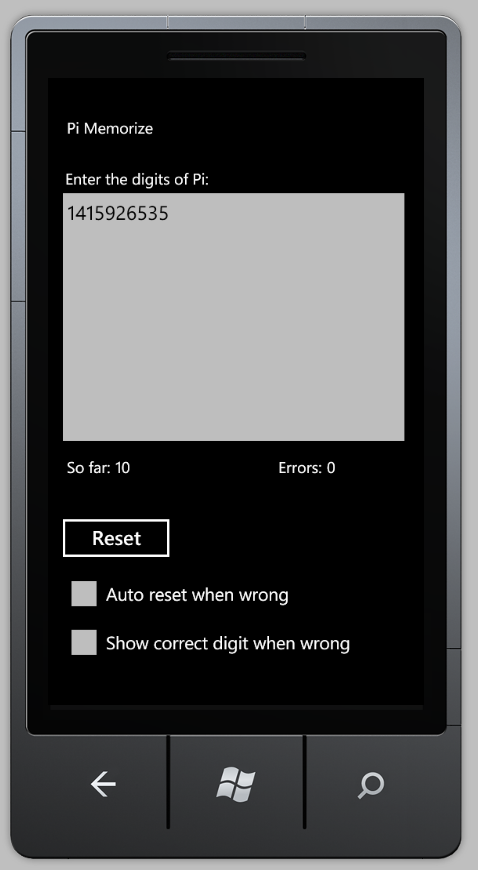 Pi Memorize
Enter the digits of Pi:
1415926535
So far: 10 Errors: 0
Reset
Auto reset when wrong
Show correct digit when wrong